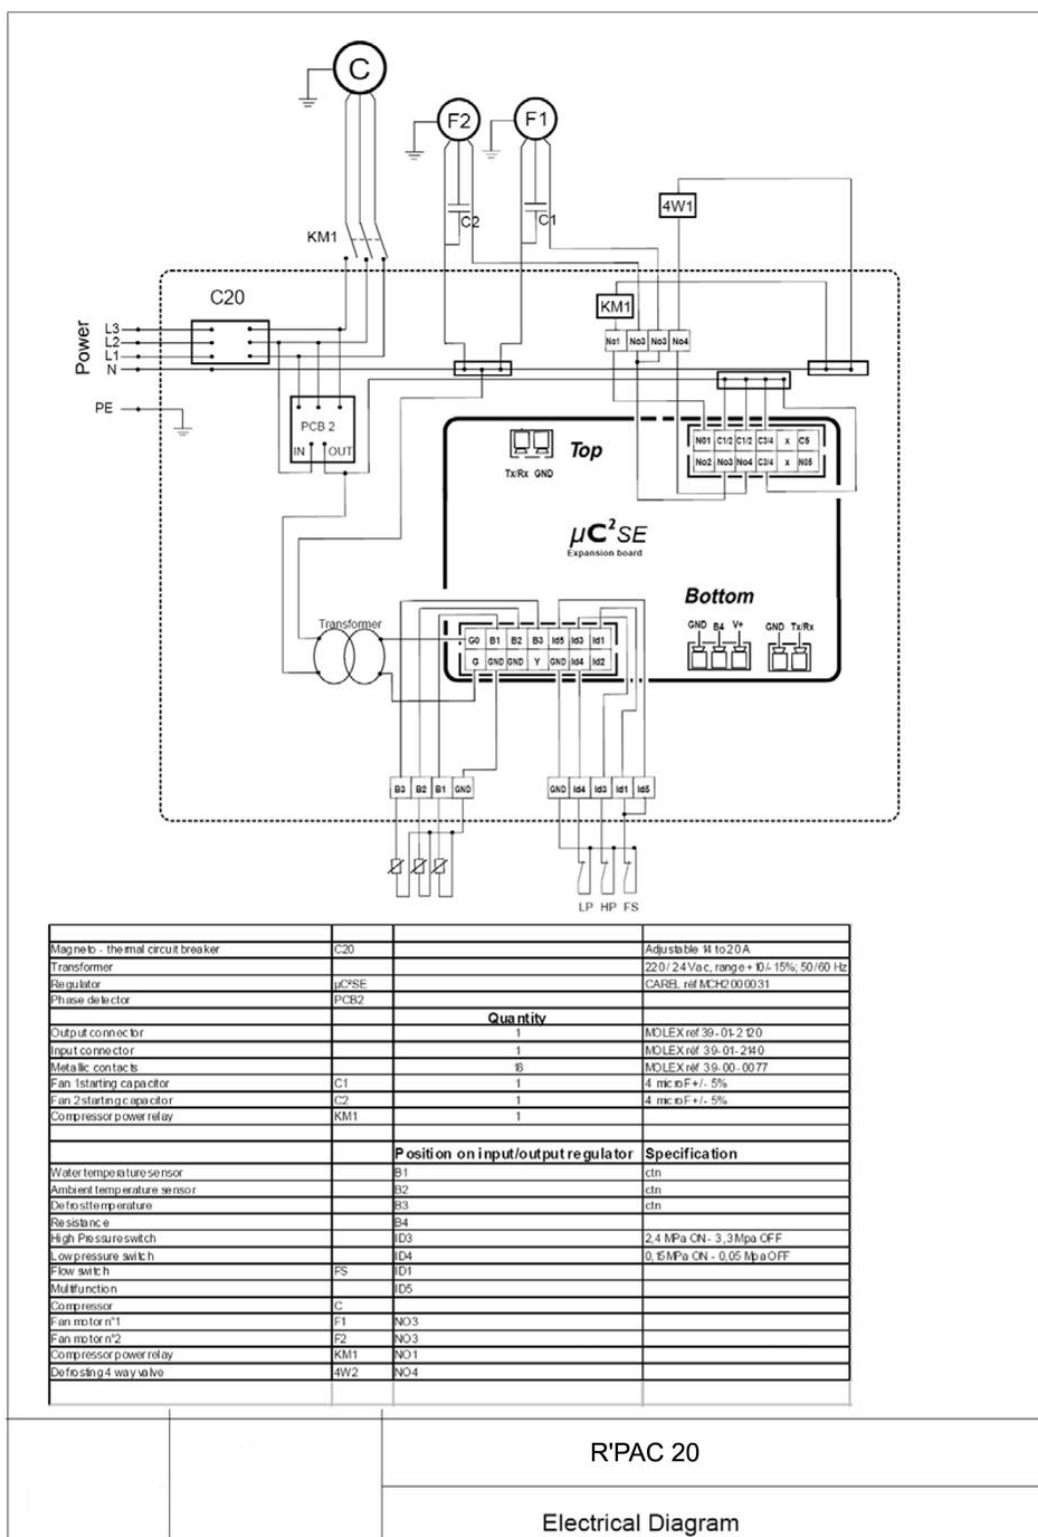 C
F2
F1
C2
C1
4W1
KM1
C20
KM1
Power
L3
L2
L1
N
PE
No1 No3 No3 No4
PCB 2
IN OUT
Top
Tx/Rx GND
N01 C1/2 C1/2 C3/4 x C5
No2 No3 No4 C3/4 x N05
µC²SE
Expansion board
Bottom
GND B4 V+
GND Tx/Rx
Transformer
G0 B1 B2 B3 Id5 Id3 Id1
G GND GND Y GND Id4 Id2
B3 B2 B1 GND
GND Id4 Id3 Id1 Id5
LP HP FS
Magneto - thermal circuit breaker C20 Adjustable 14 to 20 A
Transformer 220/ 24 Vac, range + 10/- 15%; 50/60 Hz
Regulator µC²SE CAREL réf MCH2000031
Phase detector PCB2
Quantity
Output connector 1 MOLEX ref 39-01-2120
Input connector 1 MOLEX réf 39-01-2140
Metallic contacts 18 MOLEX réf 39-00-0077
Fan 1 starting capacitor C1 1 4 microF +/- 5%
Fan 2 starting capacitor C2 1 4 microF +/- 5%
Compressor power relay KM1 1
Position on input/output regulator Specification
Water temperature sensor B1 ctn
Ambient temperature sensor B2 ctn
Defrost temperature B3 ctn
Resistance B4
High Pressure switch ID3 2,4 MPa ON - 3,3 Mpa OFF
Low pressure switch ID4 0,15 MPa ON - 0,05 Mpa OFF
Flow switch FS ID1
Multifunction ID5
Compressor C
Fan motor n°1 F1 NO3
Fan motor n°2 F2 NO3
Compressor power relay KM1 NO1
Defrosting 4 way valve 4W2 NO4
R'PAC 20
Electrical Diagram